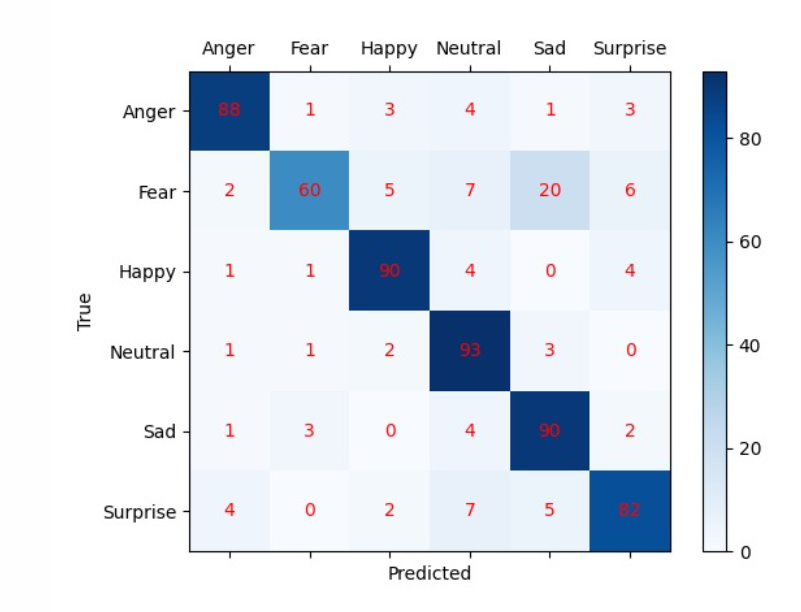 Anger Fear Happy Neutral Sad Surprise
Anger 88 1 3 4 1 3
Fear 2 60 5 7 20 6
Happy 1 1 90 4 0 4
Neutral 1 1 2 93 3 0
Sad 1 3 0 4 90 2
Surprise 4 0 2 7 5 82
True
Predicted
80
60
40
20
0